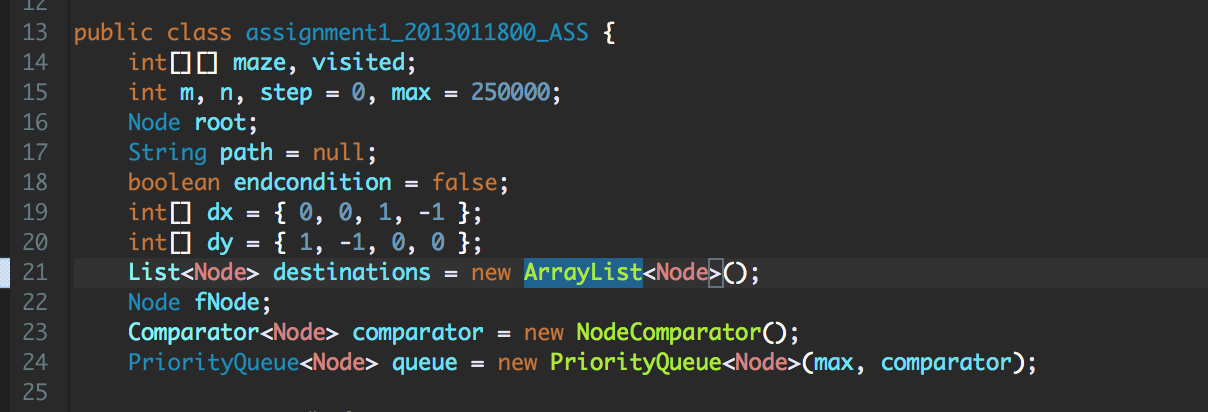 12
13 public class assignment1_2013011800_ASS {
14 int[][] maze, visited;
15 int m, n, step = 0, max = 250000;
16 Node root;
17 String path = null;
18 boolean endcondition = false;
19 int[] dx = { 0, 0, 1, -1 };
20 int[] dy = { 1, -1, 0, 0 };
21 List<Node> destinations = new ArrayList<Node>();
22 Node fNode;
23 Comparator<Node> comparator = new NodeComparator();
24 PriorityQueue<Node> queue = new PriorityQueue<Node>(max, comparator);
25